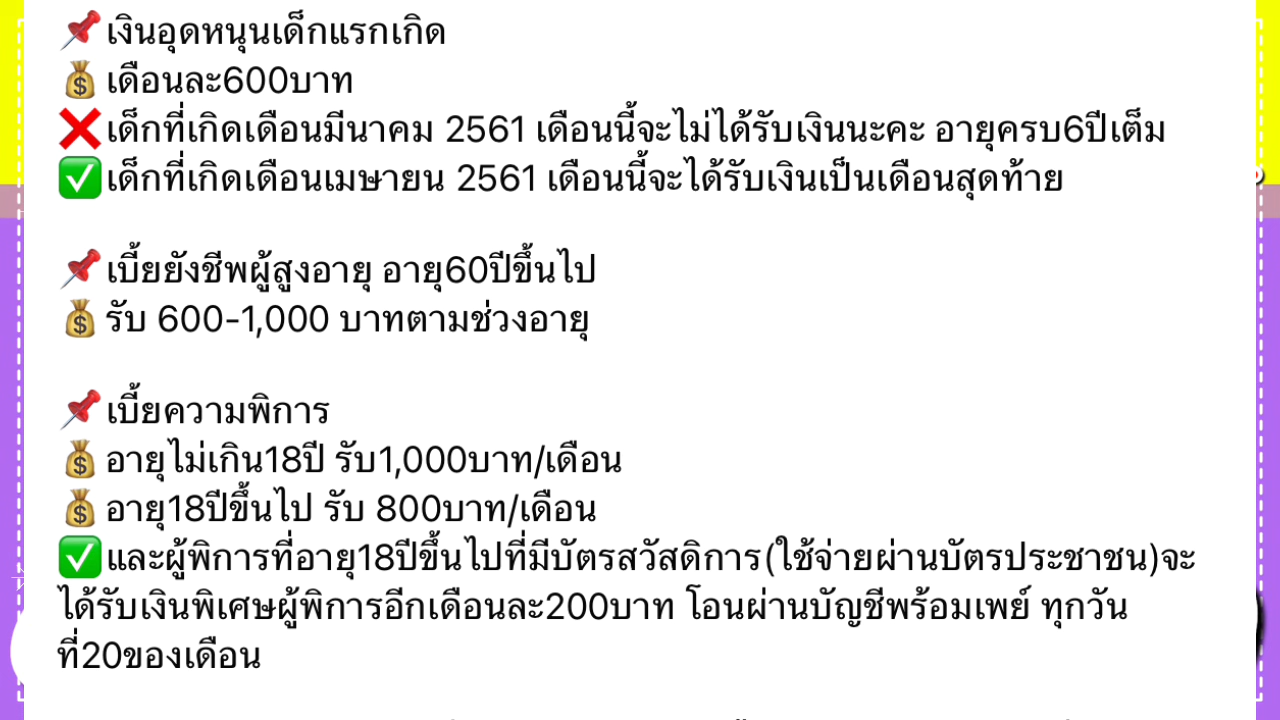 📌เงินอุดหนุนเด็กแรกเกิด
💰เดือนละ600บาท
❌เด็กที่เกิดเดือนมีนาคม 2561 เดือนนี้จะไม่ได้รับเงินนะคะ อายุครบ6ปีเต็ม
✅เด็กที่เกิดเดือนเมษายน 2561 เดือนนี้จะได้รับเงินเป็นเดือนสุดท้าย
📌เบี้ยยังชีพผู้สูงอายุ อายุ60ปีขึ้นไป
💰รับ 600-1,000 บาทตามช่วงอายุ
📌เบี้ยความพิการ
💰อายุไม่เกิน18ปี รับ1,000บาท/เดือน
💰อายุ18ปีขึ้นไป รับ 800บาท/เดือน
✅และผู้พิการที่อายุ18ปีขึ้นไปที่มีบัตรสวัสดิการ(ใช้จ่ายผ่านบัตรประชาชน)จะ
ได้รับเงินพิเศษผู้พิการอีกเดือนละ200บาท โอนผ่านบัญชีพร้อมเพย์ ทุกวัน
ที่20ของเดือน